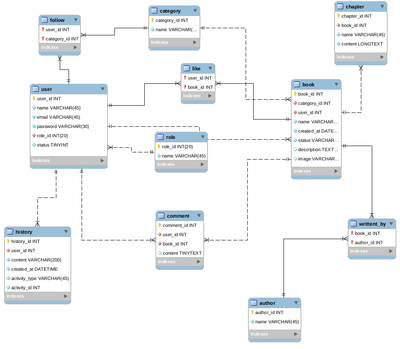 follow
user_id INT
category_id INT
Indexes
category
category_id INT
name VARCHAR(...
Indexes
chapter
chapter_id INT
book_id INT
name VARCHAR(45)
content LONGTEXT
Indexes
user
user_id INT
name VARCHAR(45)
email VARCHAR(45)
password VARCHAR(30)
role_id INT(20)
status TINYINT
Indexes
like
user_id INT
book_id INT
Indexes
book
book_id INT
category_id INT
user_id INT
name VARCHAR...
created_at DATE...
status VARCHAR...
description TEXT...
image VARCHAR...
Indexes
role
role_id INT(20)
name VARCHAR(45)
Indexes
history
history_id INT
user_id INT
content VARCHAR(200)
created_at DATETIME
activity_type VARCHAR(45)
activity_id INT
Indexes
comment
comment_id INT
user_id INT
book_id INT
content TINYTEXT
Indexes
writtent_by
book_id INT
author_id INT
Indexes
author
author_id INT
name VARCHAR(45)
Indexes